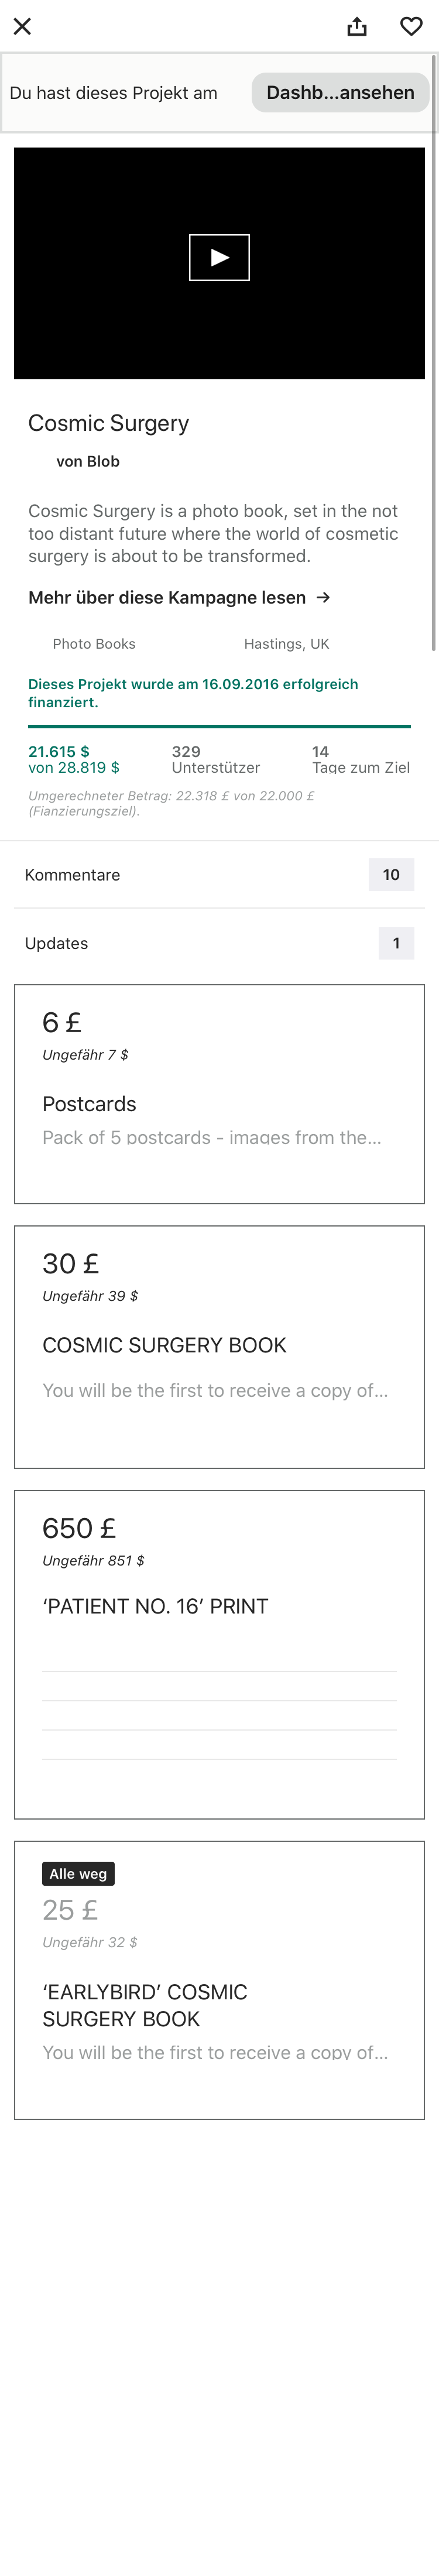 Du hast dieses Projekt am
Dashb...ansehen
Cosmic Surgery
von Blob
Cosmic Surgery is a photo book, set in the not
too distant future where the world of cosmetic
surgery is about to be transformed.
Mehr über diese Kampagne lesen →
Photo Books
Hastings, UK
Dieses Projekt wurde am 16.09.2016 erfolgreich
finanziert.
21.615 $
von 28.819 $
329
Unterstützer
14
Tage zum Ziel
Umgerechneter Betrag: 22.318 £ von 22.000 £
(Fianzierungsziel).
Kommentare
10
Updates
1
6 £
Ungefähr 7 $
Postcards
Pack of 5 postcards - images from the...
30 £
Ungefähr 39 $
COSMIC SURGERY BOOK
You will be the first to receive a copy of...
650 £
Ungefähr 851 $
‘PATIENT NO. 16’ PRINT
Alle weg
25 £
Ungefähr 32 $
‘EARLYBIRD’ COSMIC
SURGERY BOOK
You will be the first to receive a copy of...